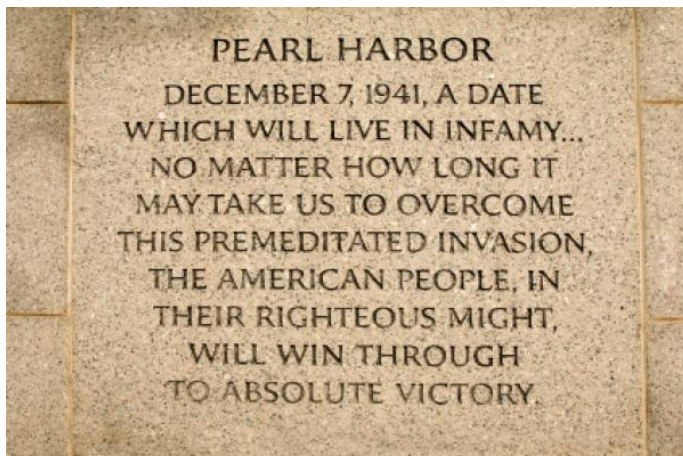 PEARL HARBOR
DECEMBER 7, 1941, A DATE
WHICH WILL LIVE IN INFAMY...
NO MATTER HOW LONG IT
MAY TAKE US TO OVERCOME
THIS PREMEDITATED INVASION,
THE AMERICAN PEOPLE, IN
THEIR RIGHTEOUS MIGHT,
WILL WIN THROUGH
TO ABSOLUTE VICTORY.